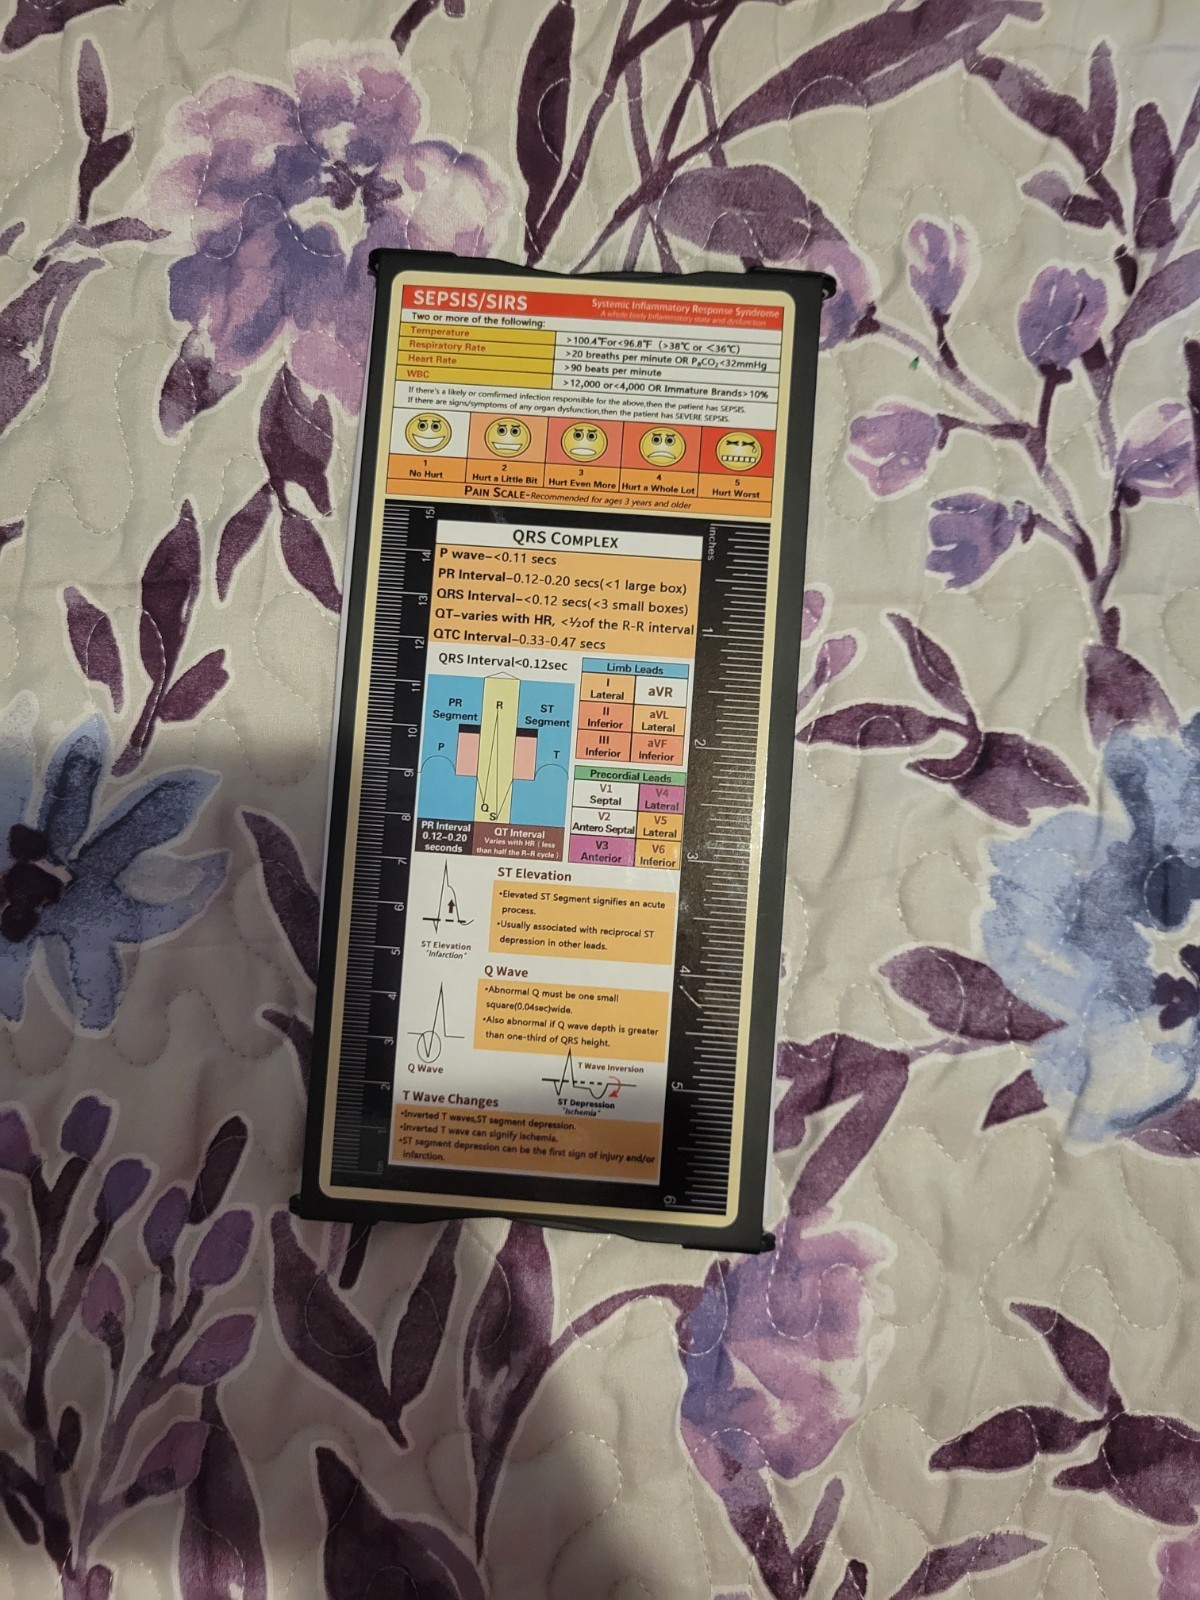 SEPSIS/SIRS
Systemic Inflammatory Response Syndrome
A whole body Inflammatory state and dysfunction
Two or more of the following:
Temperature >100.4°F or <96.8°F (>38°C or <36°C)
Respiratory Rate >20 breaths per minute OR PaCO2<32mmHg
Heart Rate >90 beats per minute
WBC >12,000 or<4,000 OR Immature Brands>10%
If there's a likely or comfirmed infection responsible for the above,then the patient has SEPSIS.
If there are signs/symptoms of any organ dysfunction,then the patient has SEVERE SEPSIS.
1 2 3 4 5
No Hurt Hurt a Little Bit Hurt Even More Hurt a Whole Lot Hurt Worst
PAIN SCALE-Recommended for ages 3 years and older
inches
1
2
3
4
5
6
15
14
13
12
11
10
9
8
7
6
5
4
3
2
1
QRS COMPLEX
P wave-<0.11 secs
PR Interval-0.12-0.20 secs(<1 large box)
QRS Interval-<0.12 secs(<3 small boxes)
QT-varies with HR, <½of the R-R interval
QTC Interval-0.33-0.47 secs
QRS Interval<0.12sec
PR
Segment
R
ST
Segment
P
T
Q
S
PR Interval
0.12-0.20
seconds
QT Interval
Varies with HR ( less
than half the R-R cycle )
Limb Leads
I
Lateral
aVR
II
Inferior
aVL
Lateral
III
Inferior
aVF
Inferior
Precordial Leads
V1
Septal
V4
Lateral
V2
Antero Septal
V5
Lateral
V3
Anterior
V6
Inferior
ST Elevation
•Elevated ST Segment signifies an acute
process.
•Usually associated with reciprocal ST
depression in other leads.
ST Elevation
"Infarction"
Q Wave
•Abnormal Q must be one small
square(0.04sec)wide.
•Also abnormal if Q wave depth is greater
than one-third of QRS height.
Q Wave
T Wave Inversion
ST Depression
"Ischemia"
T Wave Changes
•Inverted T waves,ST segment depression.
•Inverted T wave can signify ischemia.
•ST segment depression can be the first sign of injury and/or
infarction.